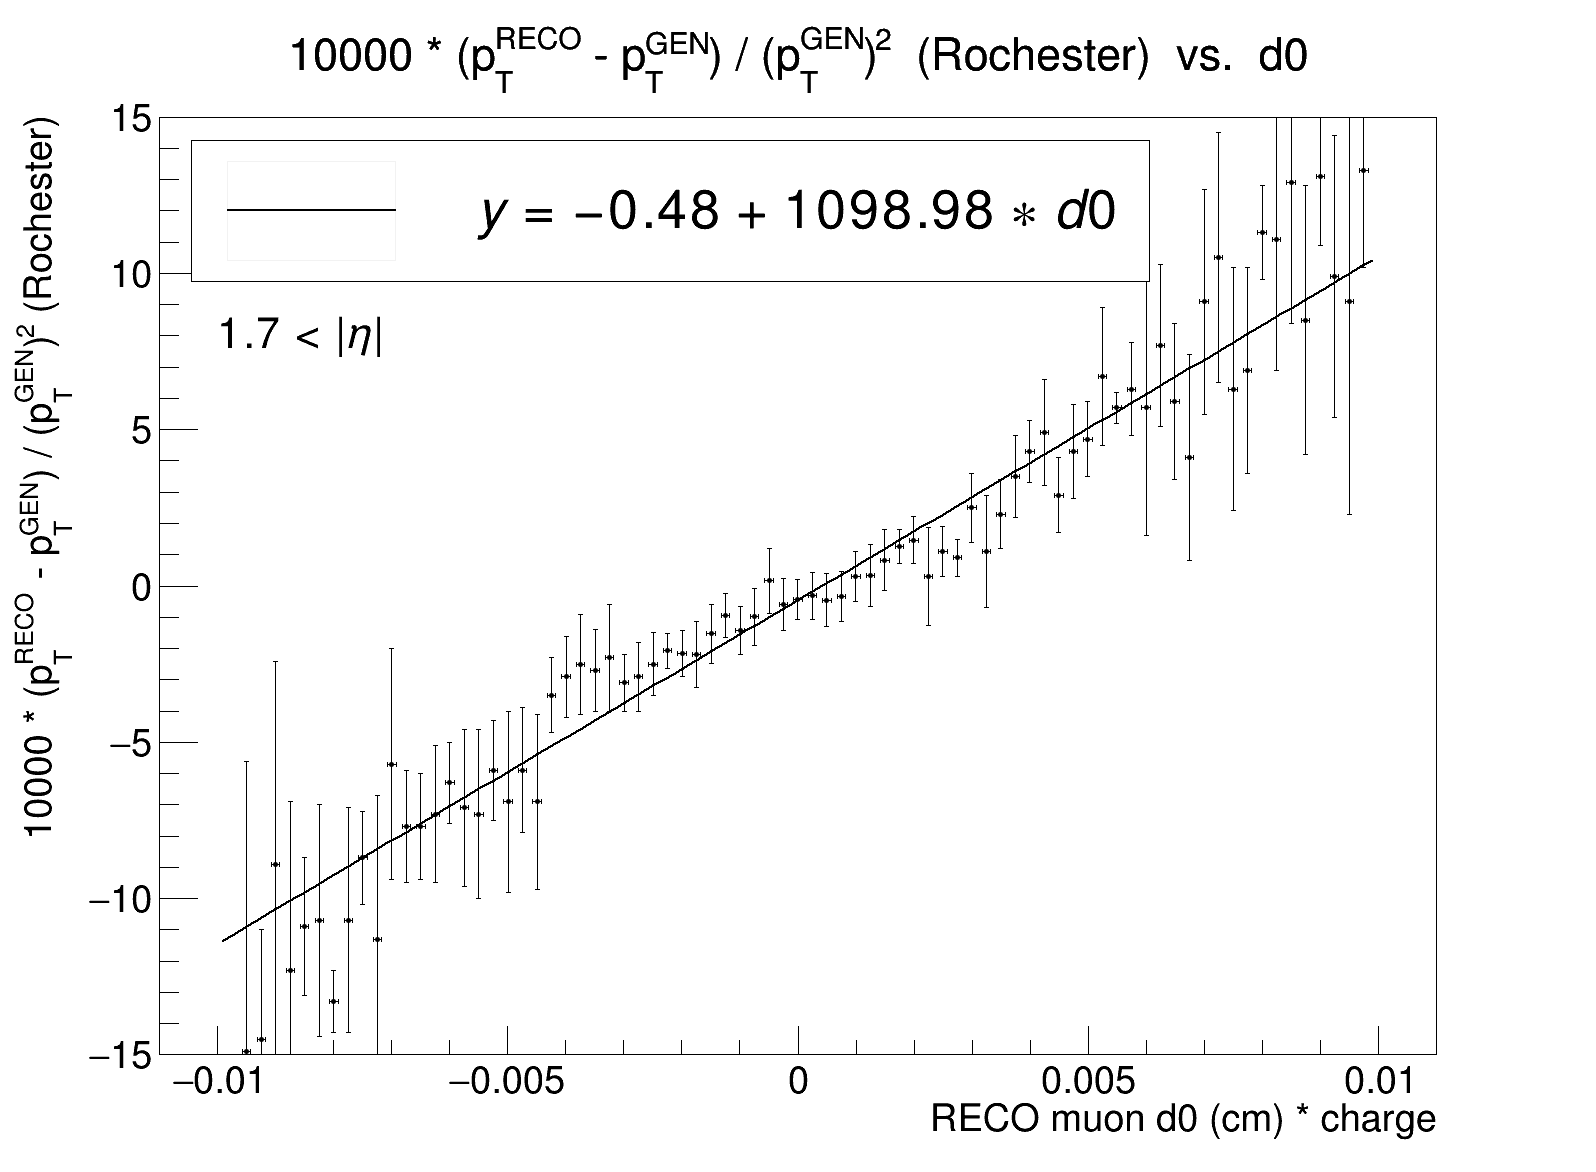 10000 * (p_T^RECO - p_T^GEN) / (p_T^GEN)^2 (Rochester) vs. d0
10000 * (p_T^RECO - p_T^GEN) / (p_T^GEN)^2 (Rochester)
15
10
5
0
−5
−10
−15
y = −0.48 + 1098.98 ∗ d0
1.7 < |η|
−0.01
−0.005
0
0.005
0.01
RECO muon d0 (cm) * charge